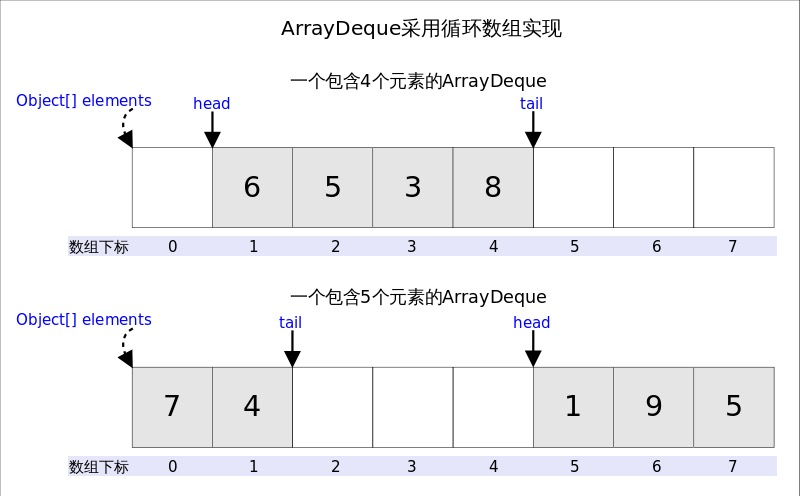 ArrayDeque采用循环数组实现
一个包含4个元素的ArrayDeque
Object[] elements head tail
6 5 3 8
数组下标 0 1 2 3 4 5 6 7
一个包含5个元素的ArrayDeque
Object[] elements tail head
7 4 1 9 5
数组下标 0 1 2 3 4 5 6 7